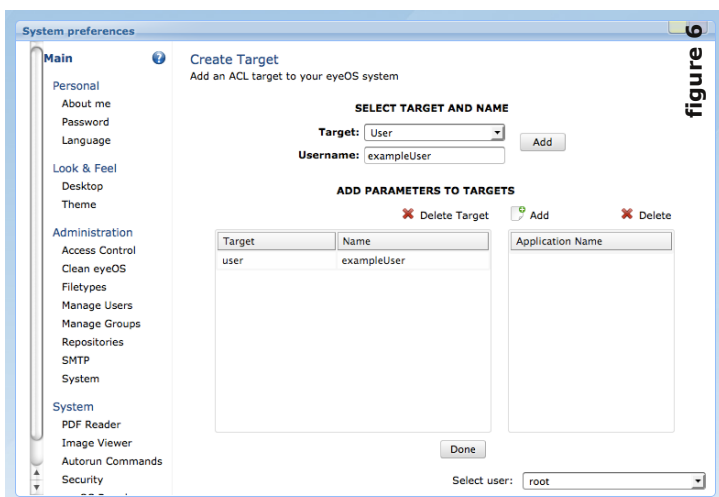 System preferences
figure 6
Main
Personal
About me
Password
Language
Look & Feel
Desktop
Theme
Administration
Access Control
Clean eyeOS
Filetypes
Manage Users
Manage Groups
Repositories
SMTP
System
System
PDF Reader
Image Viewer
Autorun Commands
Security
Create Target
Add an ACL target to your eyeOS system
SELECT TARGET AND NAME
Target: User
Add
Username: exampleUser
ADD PARAMETERS TO TARGETS
Delete Target Add Delete
Target Name Application Name
user exampleUser
Done
Select user: root